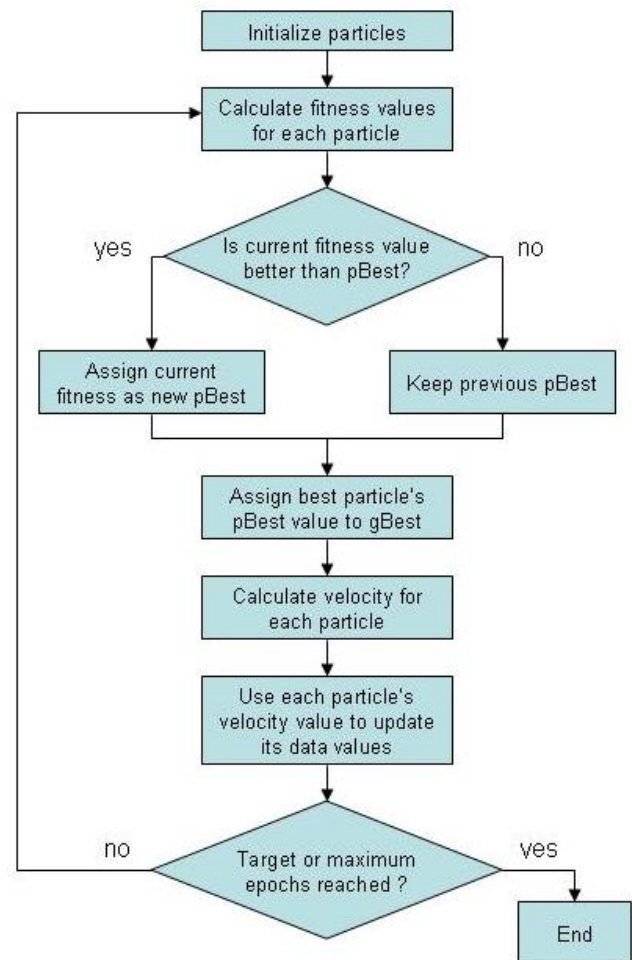 Initialize particles
Calculate fitness values
for each particle
yes
Is current fitness value
better than pBest?
no
Assign current
fitness as new pBest
Keep previous pBest
Assign best particle's
pBest value to gBest
Calculate velocity for
each particle
Use each particle's
velocity value to update
its data values
no
Target or maximum
epochs reached ?
yes
End